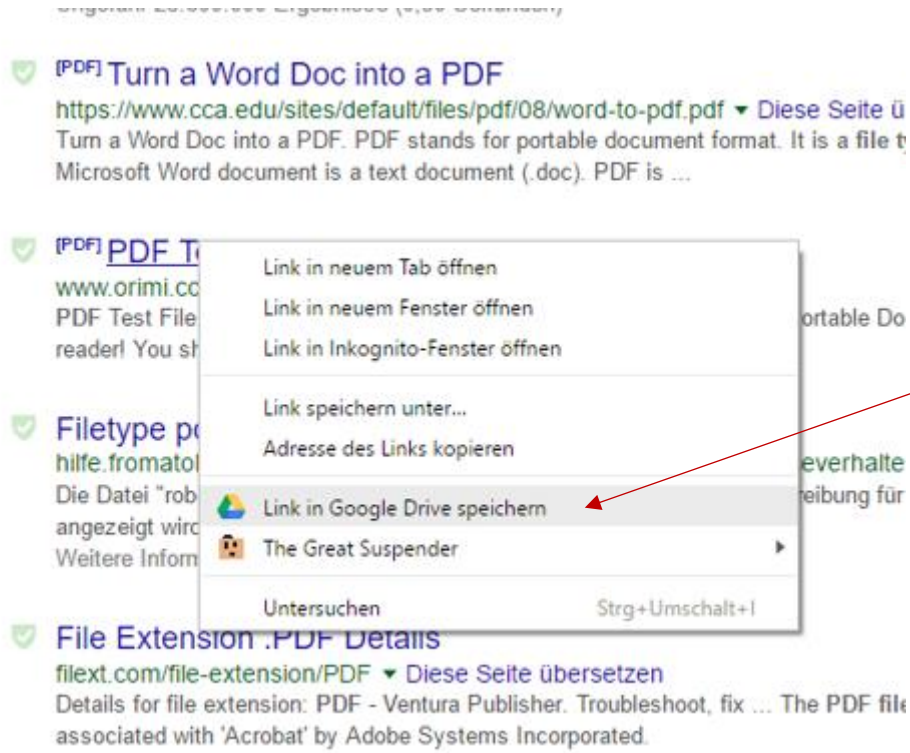 [PDF] Turn a Word Doc into a PDF
https://www.cca.edu/sites/default/files/pdf/08/word-to-pdf.pdf ▾ Diese Seite ü
Turn a Word Doc into a PDF. PDF stands for portable document format. It is a file ty
Microsoft Word document is a text document (.doc). PDF is ...
[PDF] PDF Te
www.orimi.co
PDF Test File
ortable Do
reader! You sh
Link in neuem Tab öffnen
Link in neuem Fenster öffnen
Link in Inkognito-Fenster öffnen
Link speichern unter...
Adresse des Links kopieren
Link in Google Drive speichern
The Great Suspender
Untersuchen Strg+Umschalt+I
Filetype po
hilfe.fromatol
everhalte
Die Datei "rob
eibung für
angezeigt wird
Weitere Inform
File Extension .PDF Details
filext.com/file-extension/PDF ▾ Diese Seite übersetzen
Details for file extension: PDF - Ventura Publisher. Troubleshoot, fix ... The PDF file
associated with 'Acrobat' by Adobe Systems Incorporated.